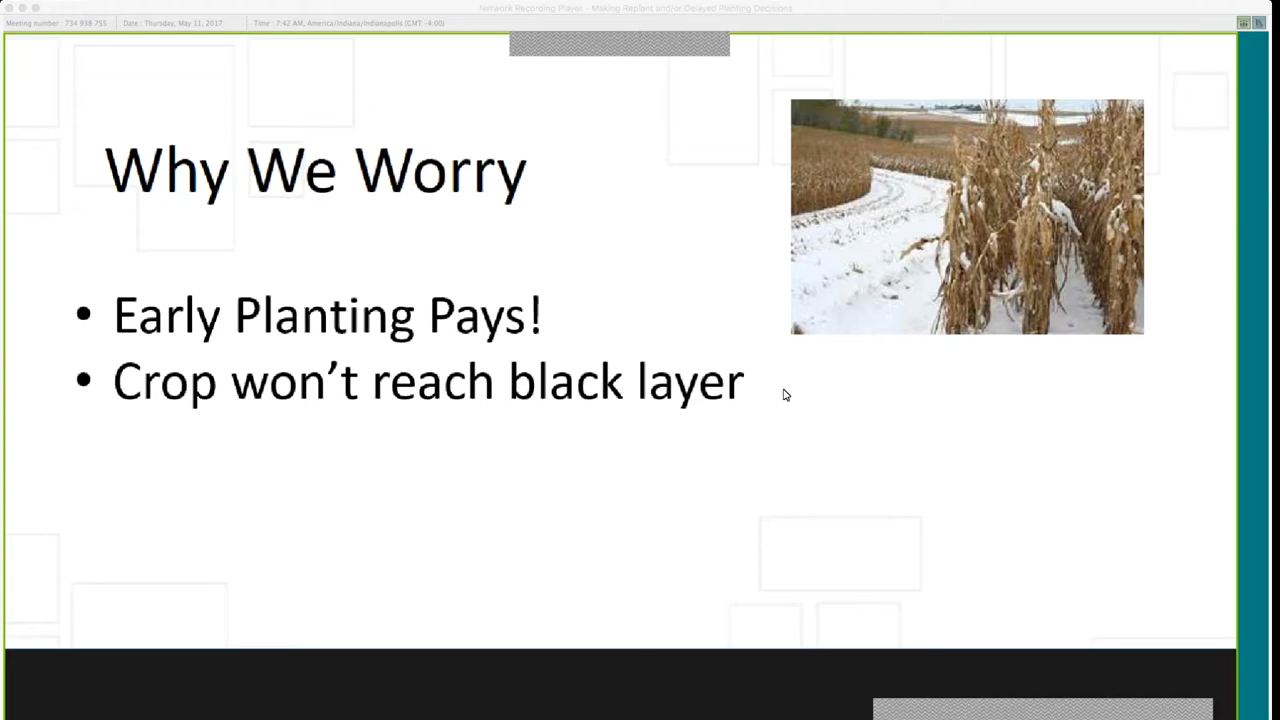 Network Recording Player - Making Replant and/or Delayed Planting Decisions
Meeting number : 734 938 755 Date : Thursday, May 11, 2017 Time : 7:42 AM, America/Indiana/Indianapolis (GMT -4:00)
Why We Worry
• Early Planting Pays!
• Crop won’t reach black layer